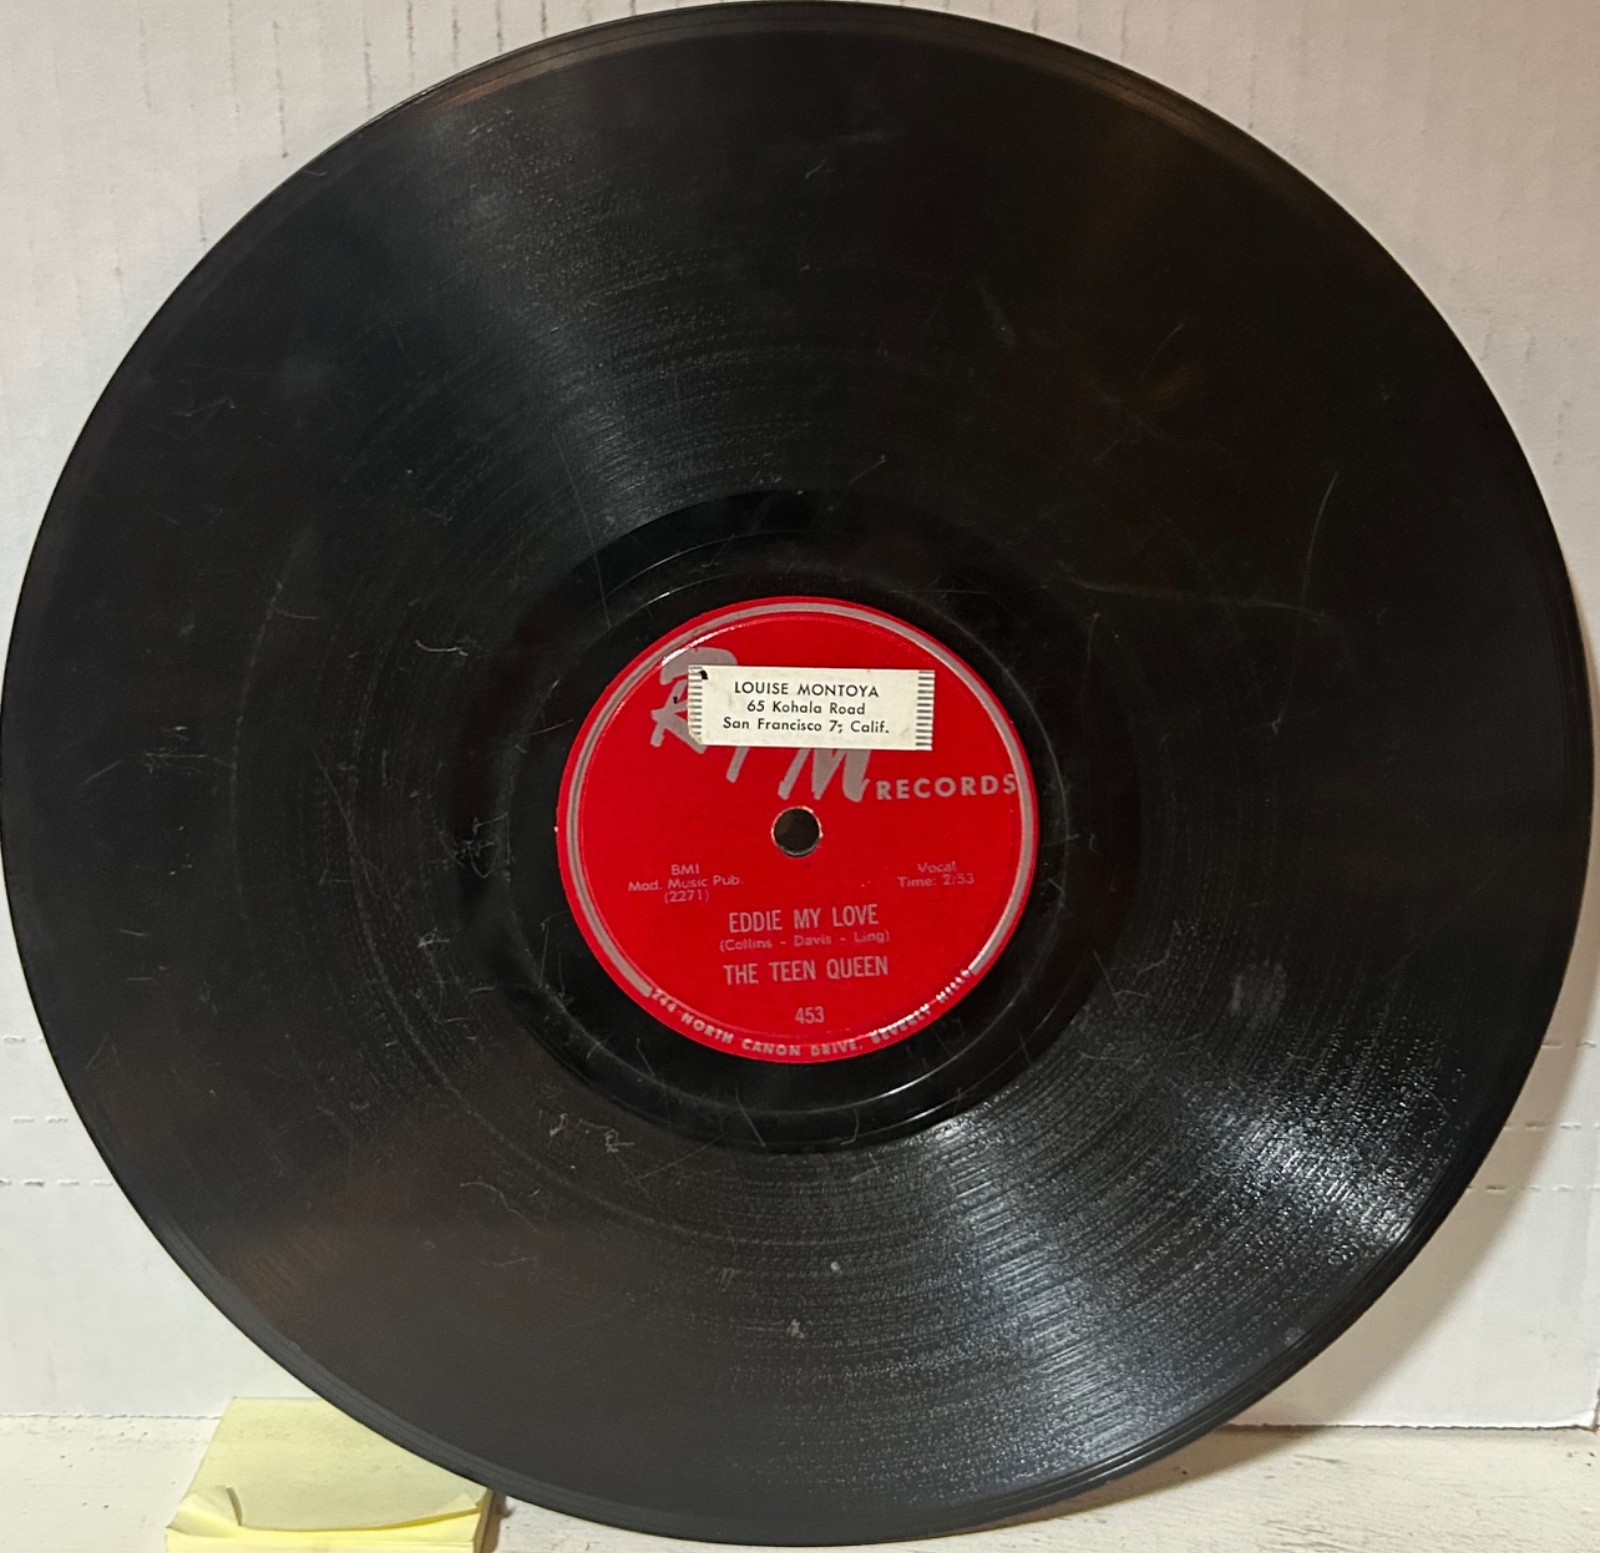 LOUISE MONTOYA
65 Kohala Road
San Francisco 7, Calif.
RPM RECORDS
BMI
Mod. Music Pub.
(2271)
Vocal
Time: 2:53
EDDIE MY LOVE
(Collins - Davis - Ling)
THE TEEN QUEEN
453
244 NORTH CANON DRIVE, BEVERLY HILLS